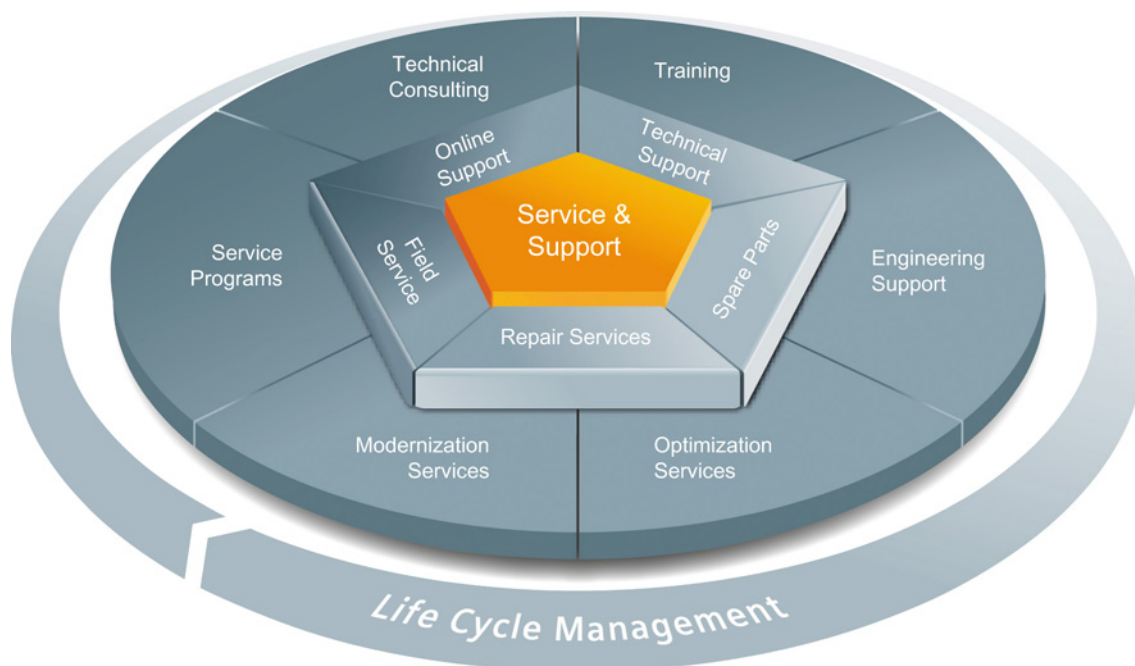 Technical
Consulting
Training
Online
Support
Technical
Support
Service &
Support
Service
Programs
Field
Service
Spare Parts
Engineering
Support
Repair Services
Modernization
Services
Optimization
Services
Life Cycle Management